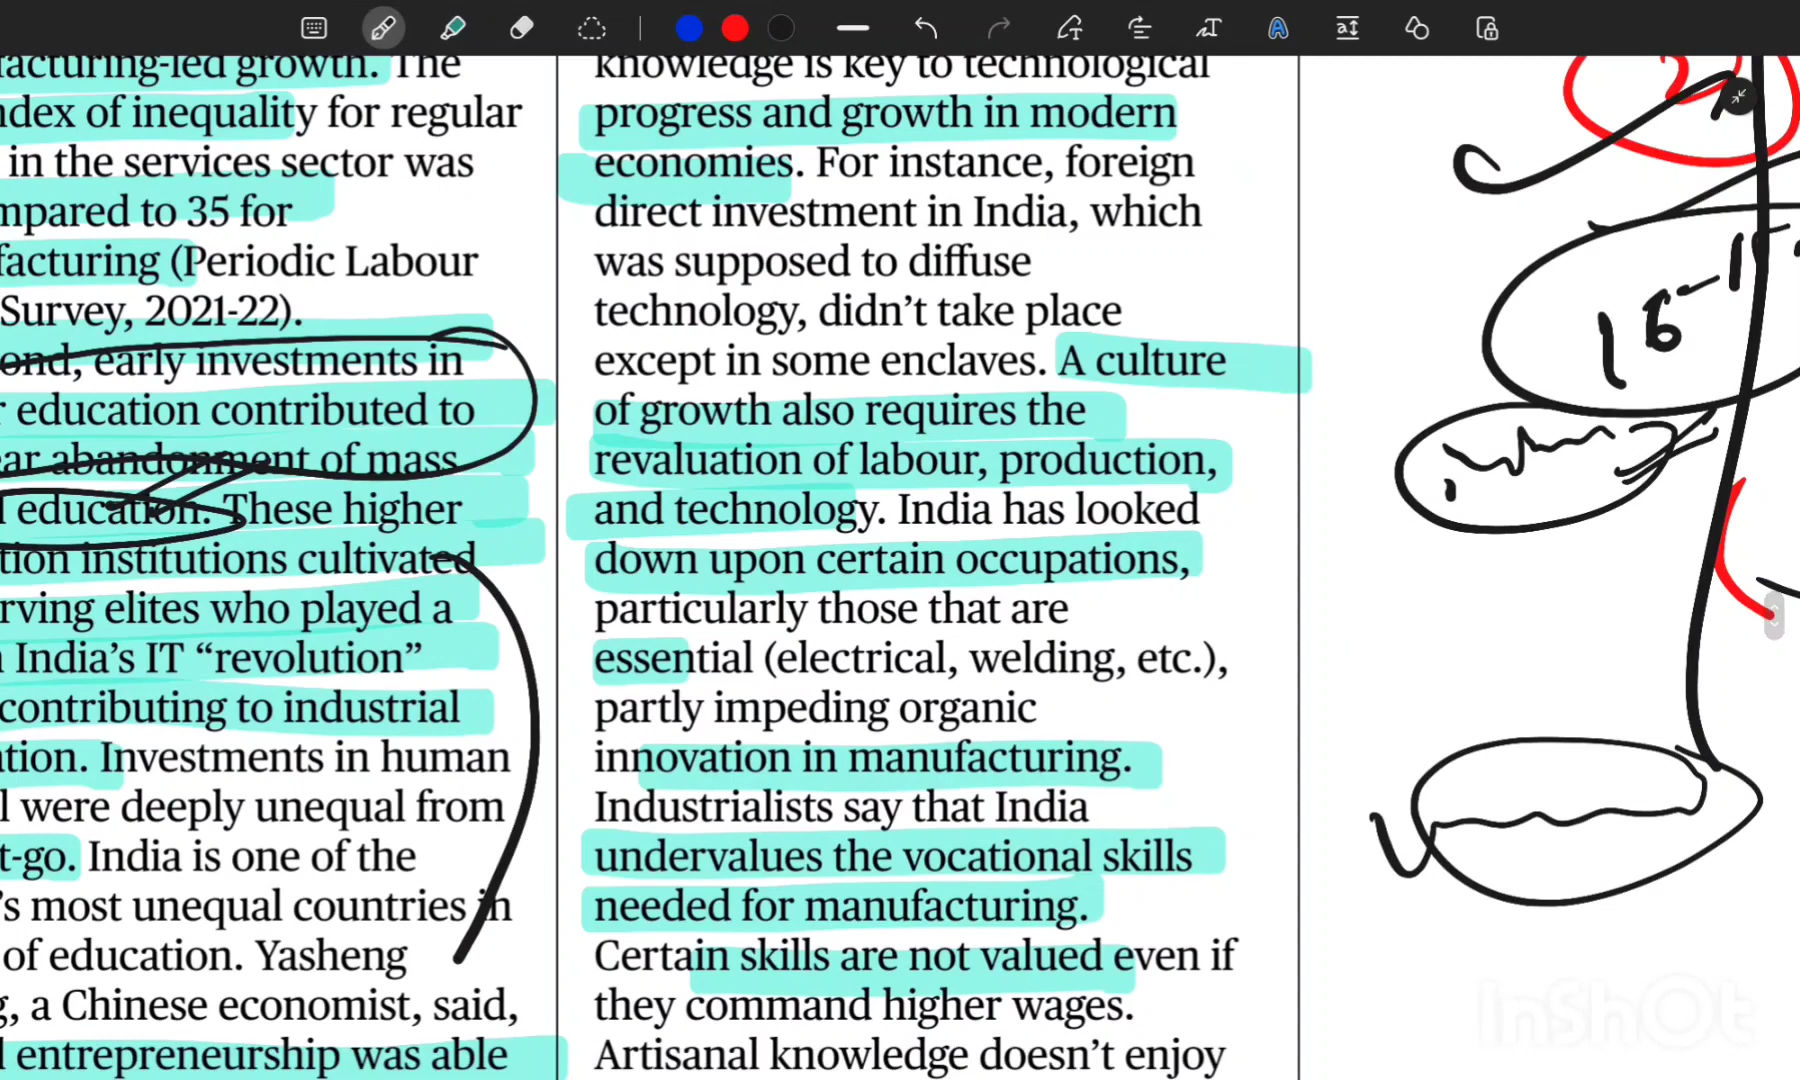 acturing-led growth. The
ndex of inequality for regular
in the services sector was
mpared to 35 for
facturing (Periodic Labour
Survey, 2021-22).
ond, early investments in
r education contributed to
ar abandonment of mass
l education. These higher
tion institutions cultivated
rving elites who played a
n India's IT “revolution”
contributing to industrial
ation. Investments in human
l were deeply unequal from
t-go. India is one of the
's most unequal countries in
of education. Yasheng
g, a Chinese economist, said,
l entrepreneurship was able
knowledge is key to technological
progress and growth in modern
economies. For instance, foreign
direct investment in India, which
was supposed to diffuse
technology, didn't take place
except in some enclaves. A culture
of growth also requires the
revaluation of labour, production,
and technology. India has looked
down upon certain occupations,
particularly those that are
essential (electrical, welding, etc.),
partly impeding organic
innovation in manufacturing.
Industrialists say that India
undervalues the vocational skills
needed for manufacturing.
Certain skills are not valued even if
they command higher wages.
Artisanal knowledge doesn't enjoy
InShOt